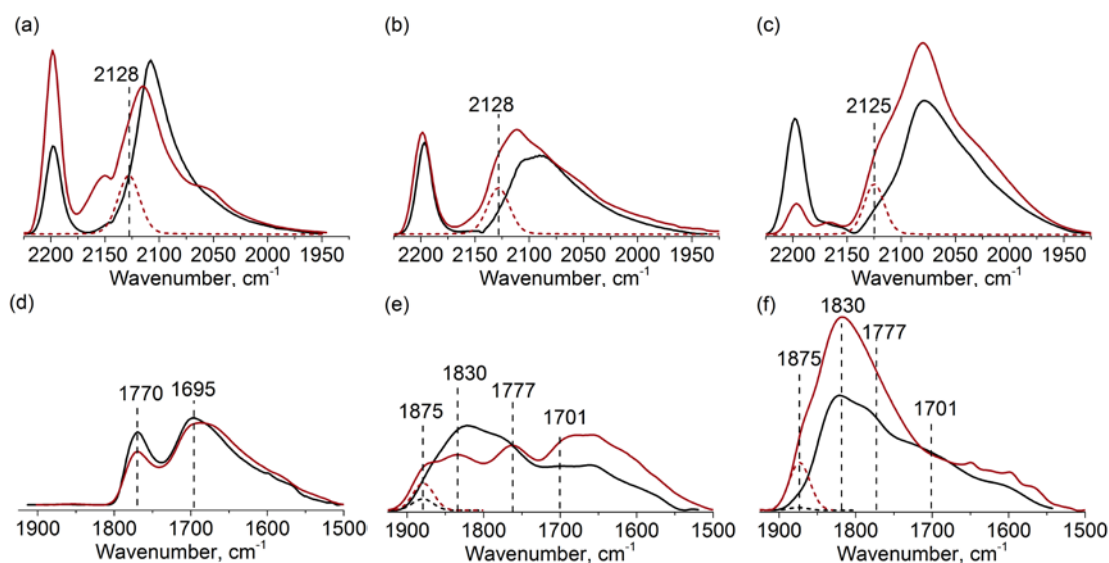 (a)
2128
2200 2150 2100 2050 2000 1950
Wavenumber, cm-1
(b)
2128
2200 2150 2100 2050 2000 1950
Wavenumber, cm-1
(c)
2125
2200 2150 2100 2050 2000 1950
Wavenumber, cm-1
(d)
1770 1695
1900 1800 1700 1600 1500
Wavenumber, cm-1
(e)
1875 1830 1777 1701
1900 1800 1700 1600 1500
Wavenumber, cm-1
(f)
1875 1830 1777 1701
1900 1800 1700 1600 1500
Wavenumber, cm-1